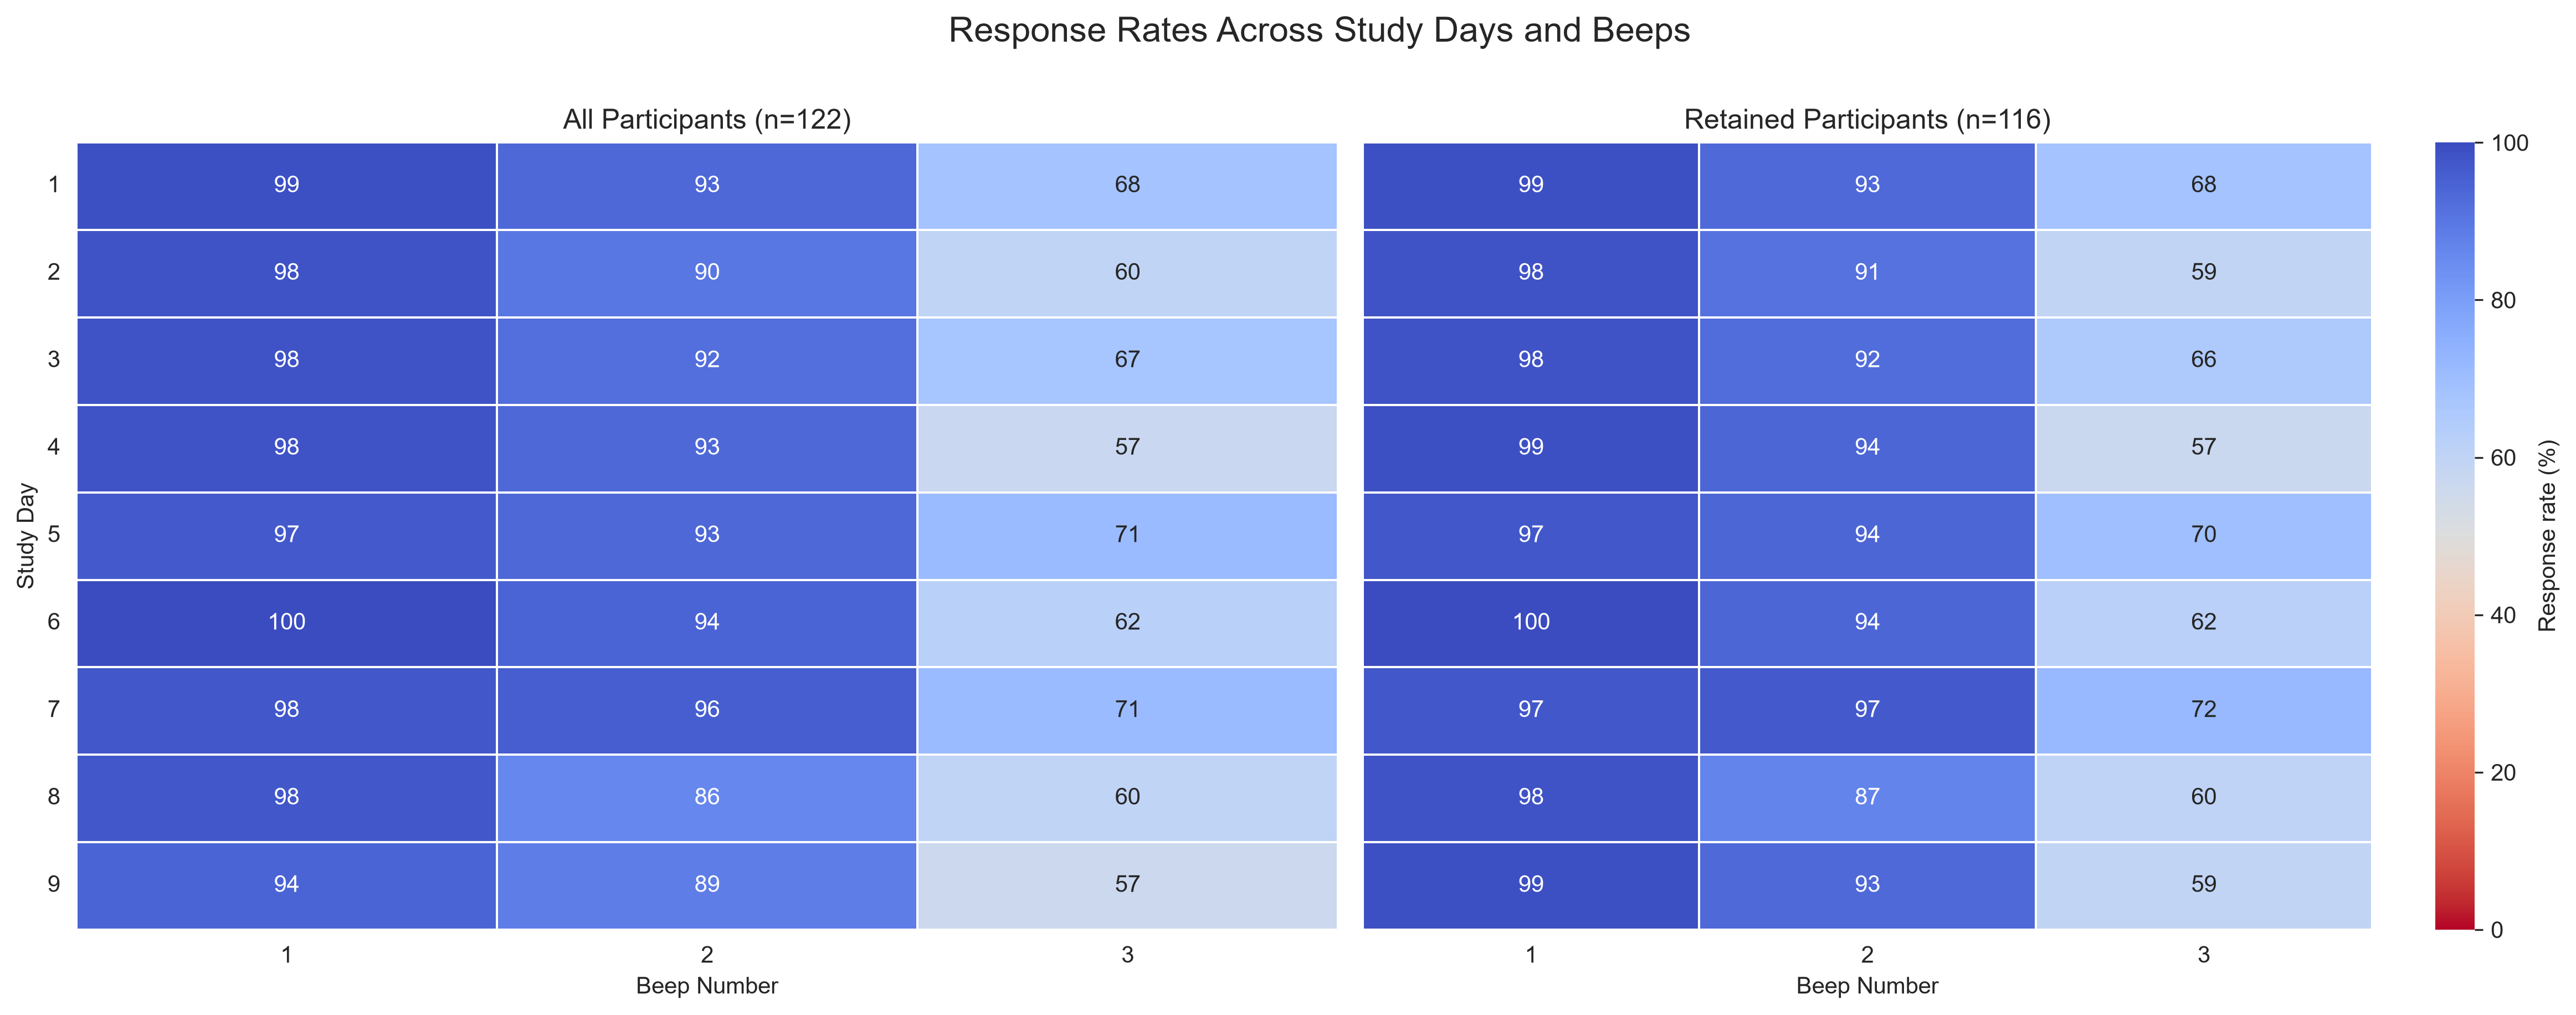 Response Rates Across Study Days and Beeps
All Participants (n=122)
Retained Participants (n=116)
Study Day
1 99 93 68 99 93 68
2 98 90 60 98 91 59
3 98 92 67 98 92 66
4 98 93 57 99 94 57
5 97 93 71 97 94 70
6 100 94 62 100 94 62
7 98 96 71 97 97 72
8 98 86 60 98 87 60
9 94 89 57 99 93 59
1 2 3 1 2 3
Beep Number
Beep Number
100
80
60
40
20
0
Response rate (%)